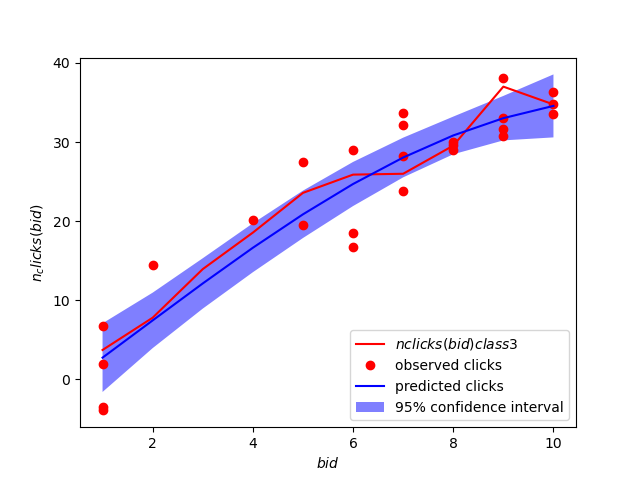 40
30
20
10
0
n_clicks(bid)
2
4
6
8
10
bid
nclicks(bid)class3
observed clicks
predicted clicks
95% confidence interval